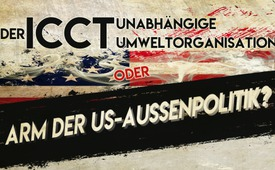 DER ICCT UNABHÄNGIGE
UMWELTORGANISATION
ODER
ARM DER US-AUSSENPOLITIK?